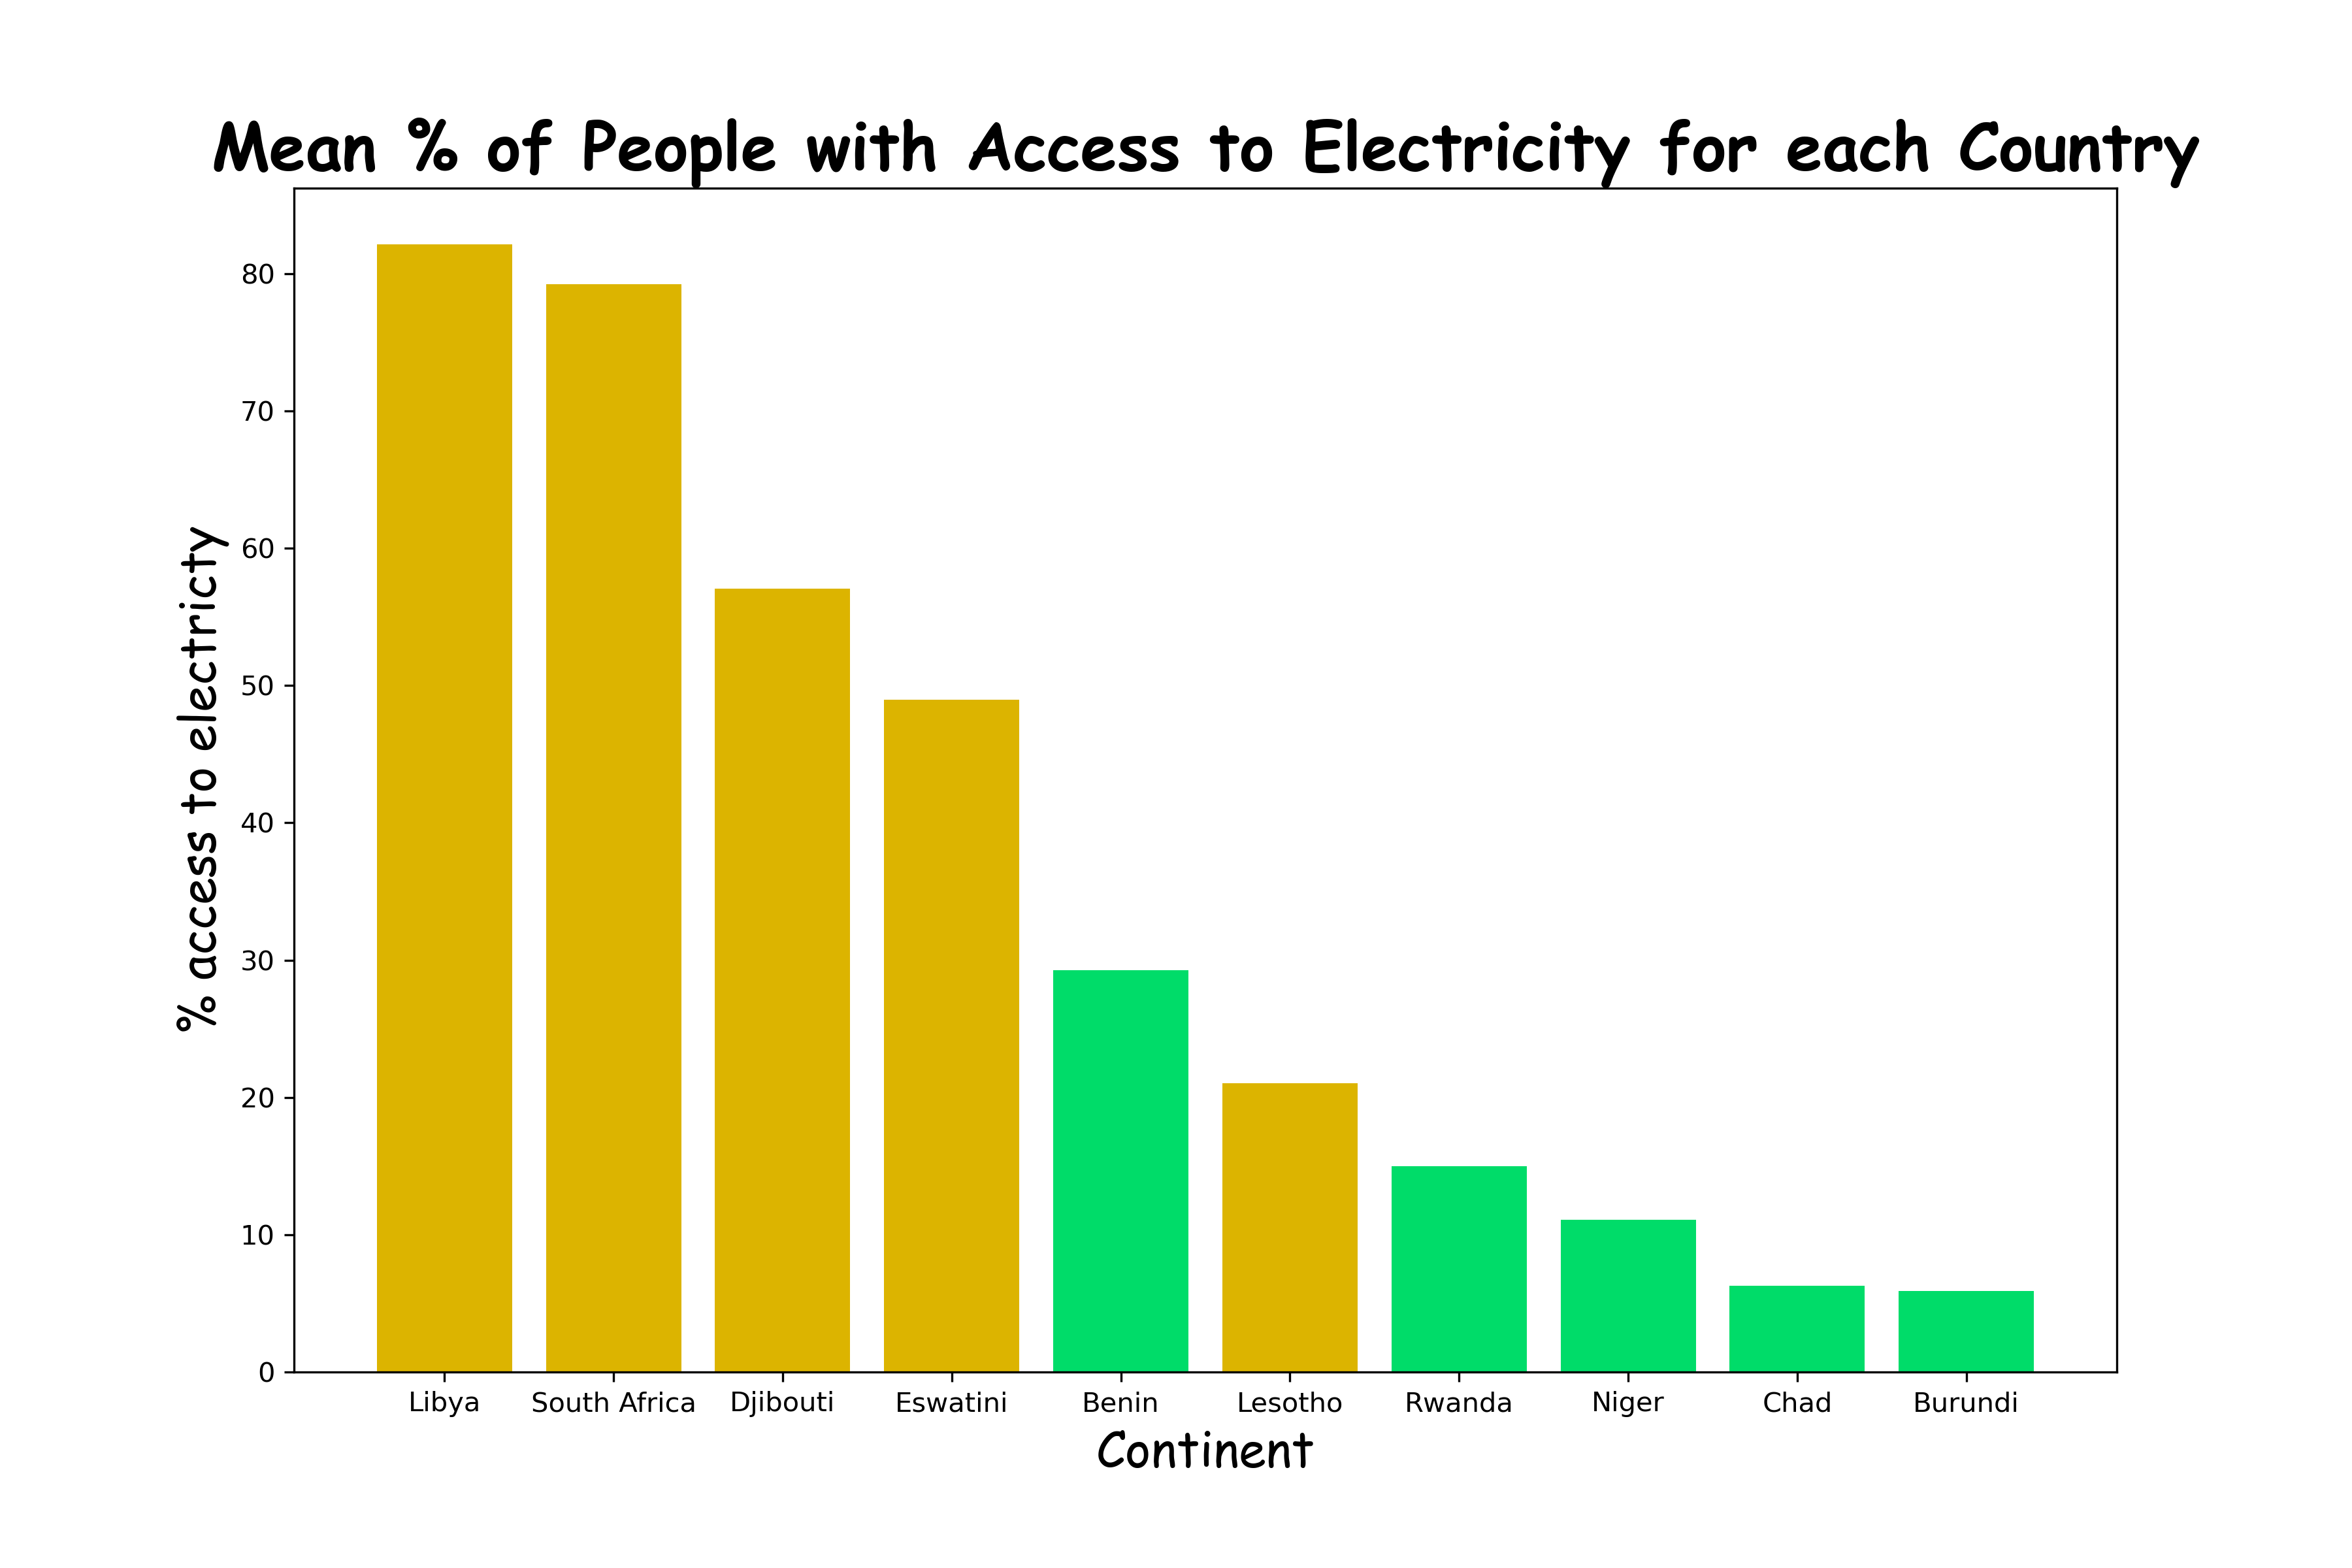 Mean % of People with Access to Electricity for each Country
% access to electricty
80
70
60
50
40
30
20
10
0
Libya South Africa Djibouti Eswatini Benin Lesotho Rwanda Niger Chad Burundi
Continent